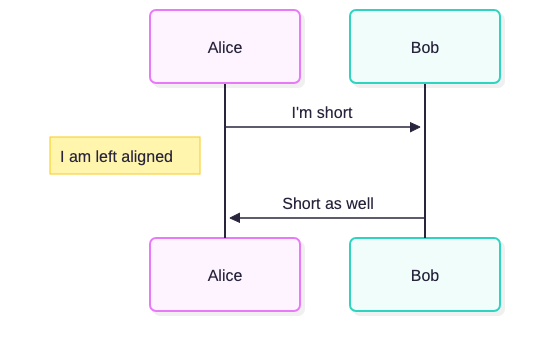 Alice
Bob
I'm short
I am left aligned
Short as well
Alice
Bob